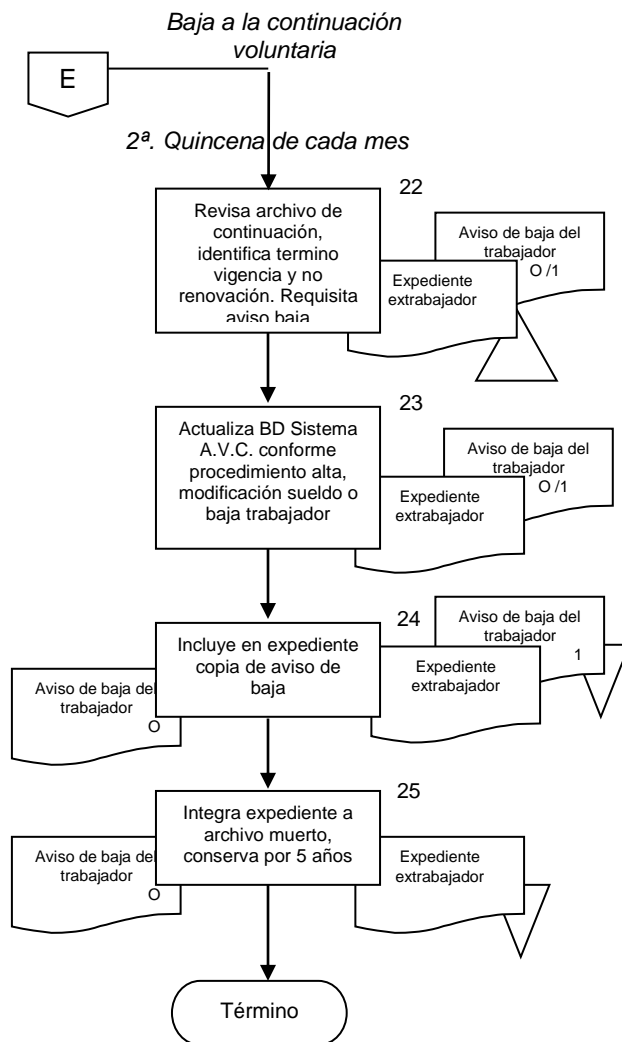 Baja a la continuación
voluntaria
E
2ª. Quincena de cada mes
22
Revisa archivo de
continuación,
identifica termino
vigencia y no
renovación. Requisita
aviso baja
Aviso de baja del
trabajador
O /1
Expediente
extrabajador
23
Actualiza BD Sistema
A.V.C. conforme
procedimiento alta,
modificación sueldo o
baja trabajador
Aviso de baja del
trabajador
O /1
Expediente
extrabajador
24
Incluye en expediente
copia de aviso de
baja
Aviso de baja del
trabajador
1
Expediente
extrabajador
Aviso de baja del
trabajador
O
25
Integra expediente a
archivo muerto,
conserva por 5 años
Expediente
extrabajador
Aviso de baja del
trabajador
O
Término